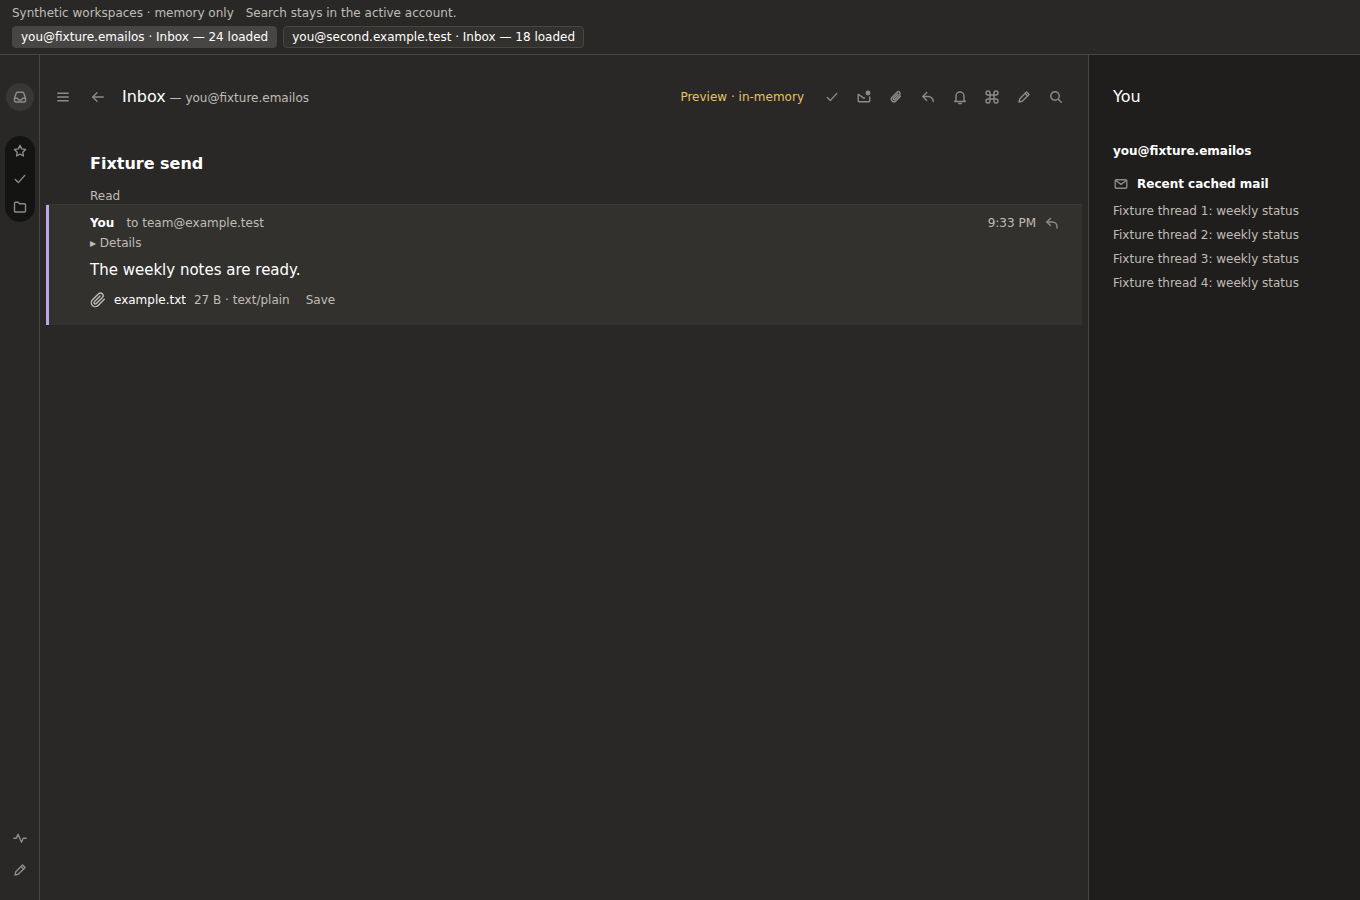 Synthetic workspaces · memory only Search stays in the active account.
you@fixture.emailos · Inbox — 24 loaded you@second.example.test · Inbox — 18 loaded
Inbox — you@fixture.emailos Preview · in-memory
Fixture send
Read
You to team@example.test 9:33 PM
▸ Details
The weekly notes are ready.
example.txt 27 B · text/plain Save
You
you@fixture.emailos
Recent cached mail
Fixture thread 1: weekly status
Fixture thread 2: weekly status
Fixture thread 3: weekly status
Fixture thread 4: weekly status